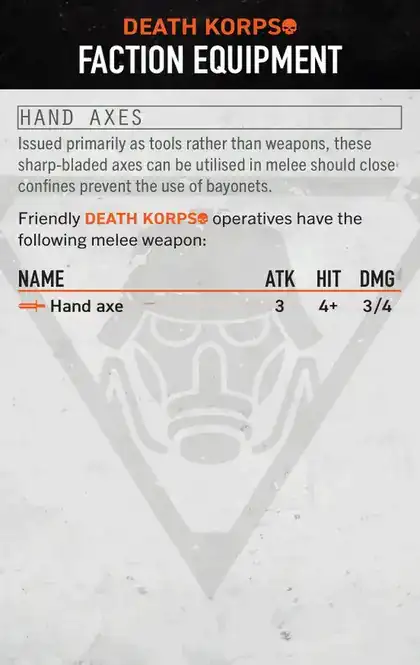 DEATH KORPS
FACTION EQUIPMENT
HAND AXES
Issued primarily as tools rather than weapons, these
sharp-bladed axes can be utilised in melee should close
confines prevent the use of bayonets.
Friendly DEATH KORPS operatives have the
following melee weapon:
NAME ATK HIT DMG
Hand axe 3 4+ 3/4